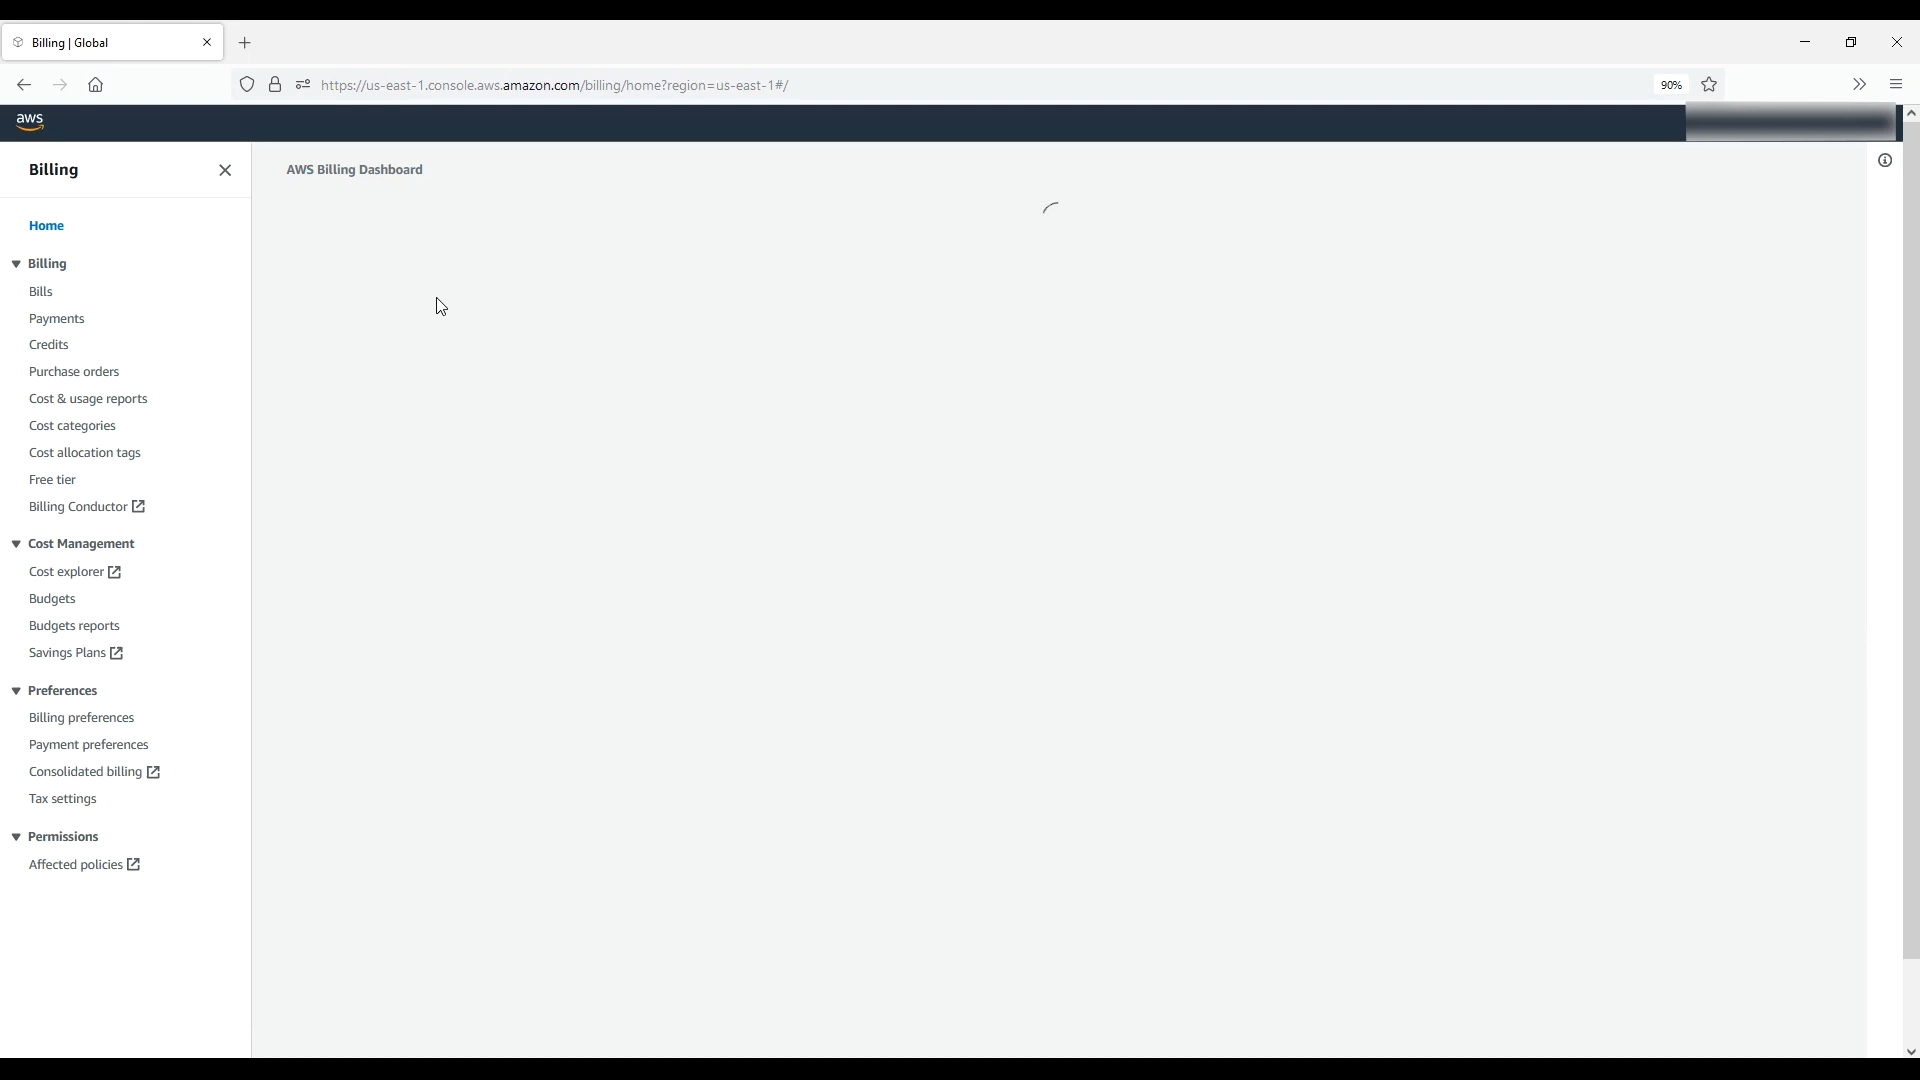 Billing | Global
https://us-east-1.console.aws.amazon.com/billing/home?region=us-east-1#/
90%
aws
Billing
AWS Billing Dashboard
Home
Billing
Bills
Payments
Credits
Purchase orders
Cost & usage reports
Cost categories
Cost allocation tags
Free tier
Billing Conductor
Cost Management
Cost explorer
Budgets
Budgets reports
Savings Plans
Preferences
Billing preferences
Payment preferences
Consolidated billing
Tax settings
Permissions
Affected policies